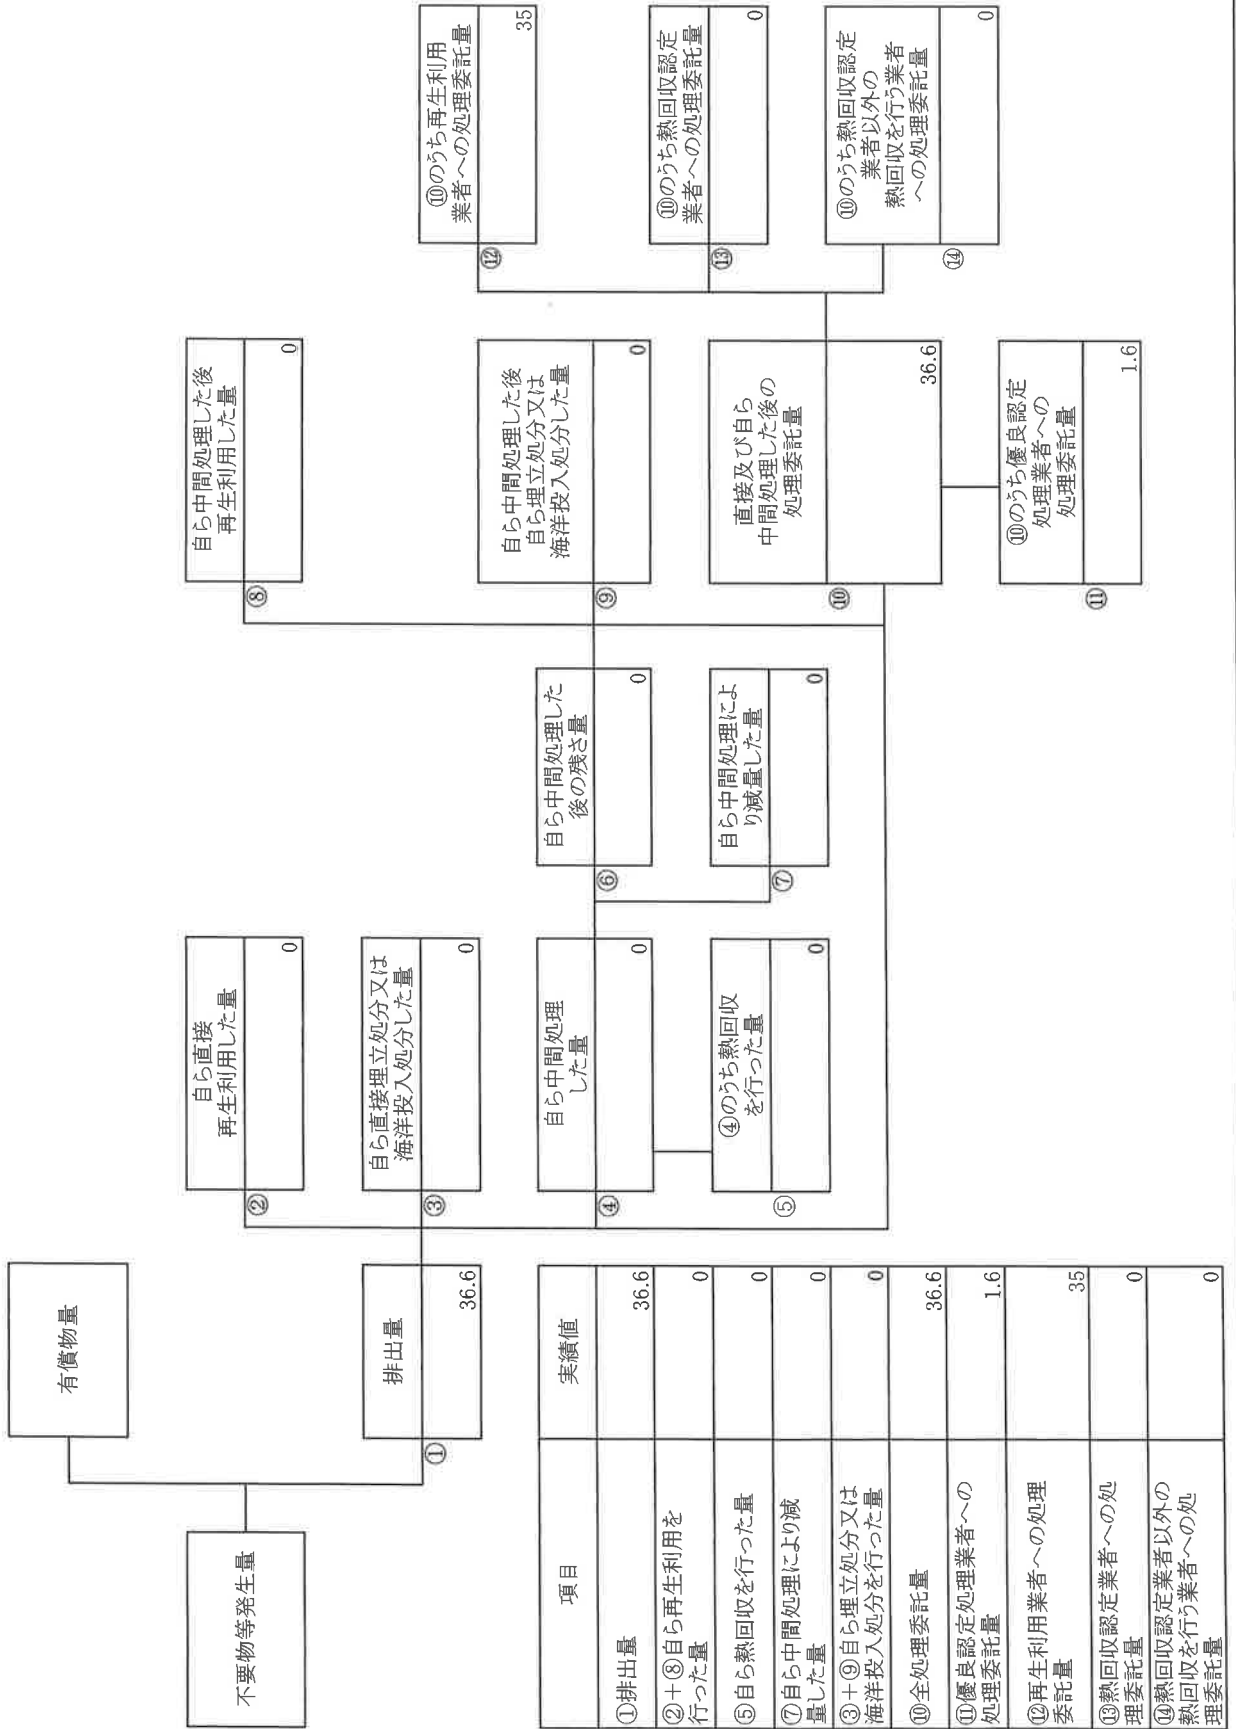 不要物等発生量
有償物量
①
排出量
36.6
②
自ら直接
再生利用した量
0
③
自ら直接埋立処分又は
海洋投入処分した量
0
④
自ら中間処理
した量
0
⑤
④のうち熱回収
を行った量
0
⑥
自ら中間処理した
後の残さ量
0
⑦
自ら中間処理によ
り減量した量
0
⑧
自ら中間処理した後
再生利用した量
0
⑨
自ら中間処理した後
自ら埋立処分又は
海洋投入処分した量
0
⑩
直接及び自ら
中間処理した後の
処理委託量
36.6
⑪
⑩のうち優良認定
処理業者への
処理委託量
1.6
⑫
⑩のうち再生利用
業者への処理委託量
35
⑬
⑩のうち熱回収認定
業者への処理委託量
0
⑭
⑩のうち熱回収認定
業者以外の
熱回収を行う業者
への処理委託量
0
項目 実績値
①排出量 36.6
②+⑧自ら再生利用を
行った量 0
⑤自ら熱回収を行った量 0
⑦自ら中間処理により減
量した量 0
③+⑨自ら埋立処分又は
海洋投入処分を行った量 0
⑩全処理委託量 36.6
⑪優良認定処理業者への
処理委託量 1.6
⑫再生利用業者への処理
委託量 35
⑬熱回収認定業者への処
理委託量 0
⑭熱回収認定業者以外の
熱回収を行う業者への処
理委託量 0